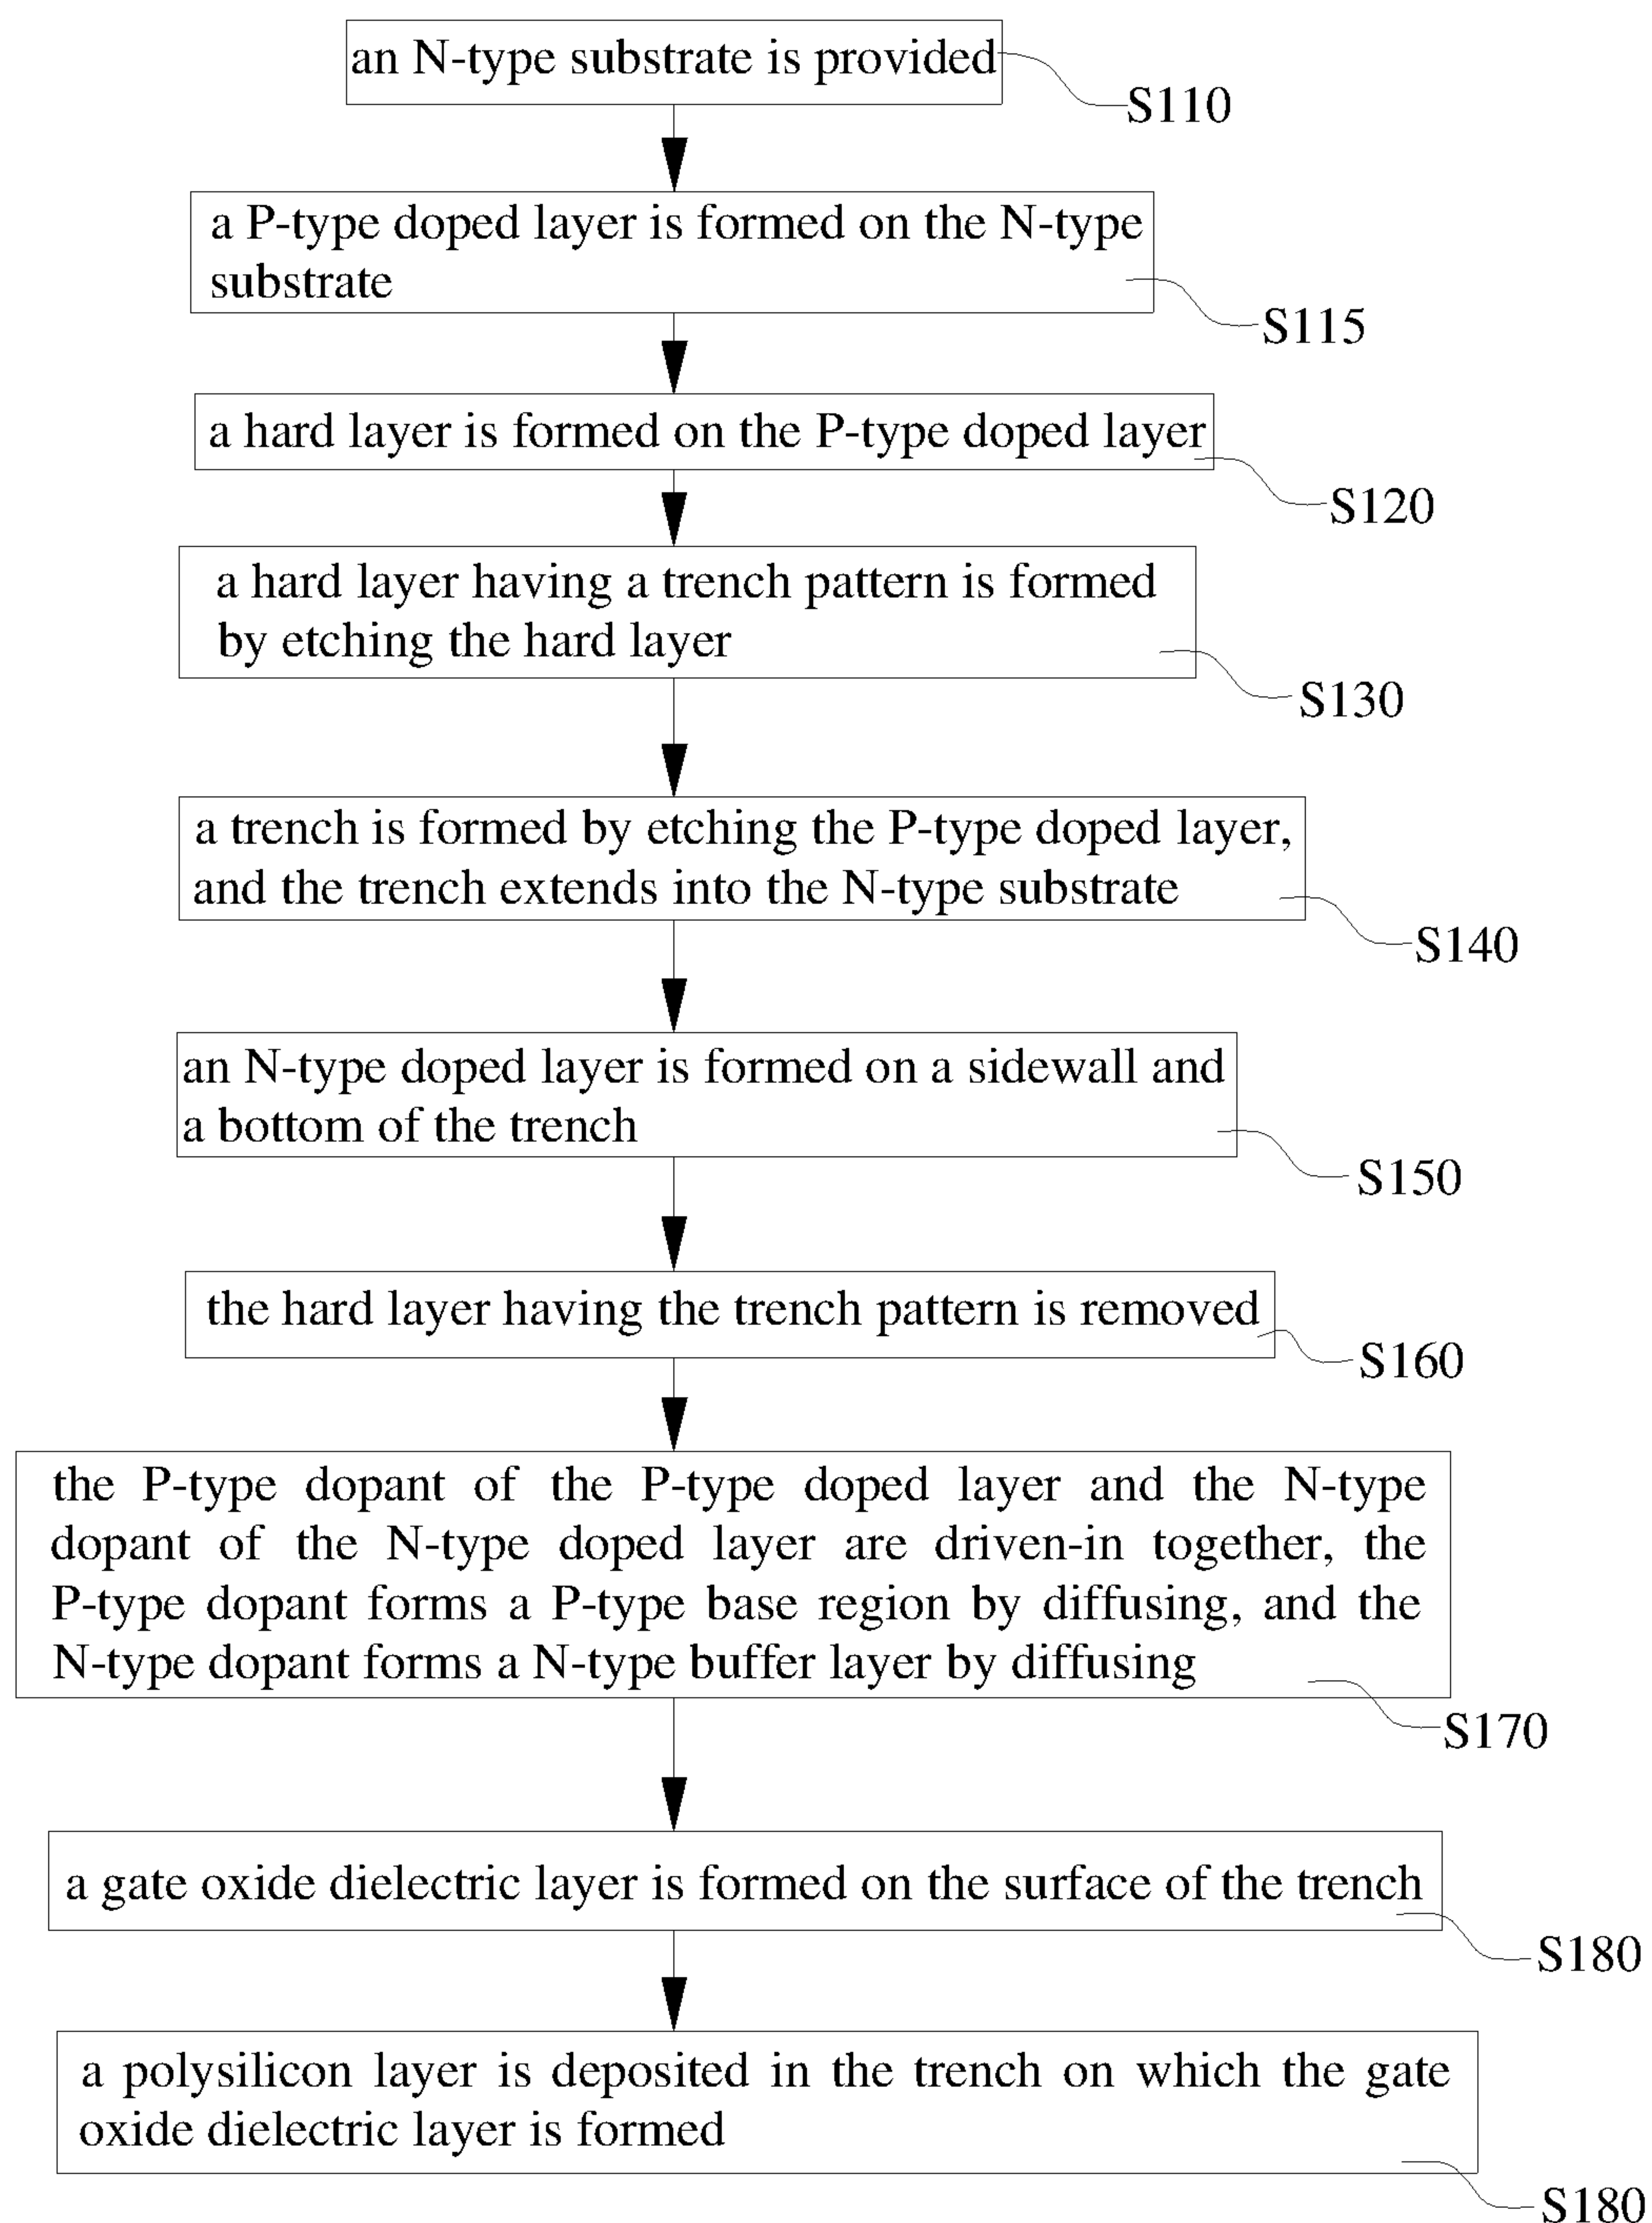 an N-type substrate is provided
S110
a P-type doped layer is formed on the N-type
substrate
S115
a hard layer is formed on the P-type doped layer
S120
a hard layer having a trench pattern is formed
by etching the hard layer
S130
a trench is formed by etching the P-type doped layer,
and the trench extends into the N-type substrate
S140
an N-type doped layer is formed on a sidewall and
a bottom of the trench
S150
the hard layer having the trench pattern is removed
S160
the P-type dopant of the P-type doped layer and the N-type
dopant of the N-type doped layer are driven-in together, the
P-type dopant forms a P-type base region by diffusing, and the
N-type dopant forms a N-type buffer layer by diffusing
S170
a gate oxide dielectric layer is formed on the surface of the trench
S180
a polysilicon layer is deposited in the trench on which the gate
oxide dielectric layer is formed
S180